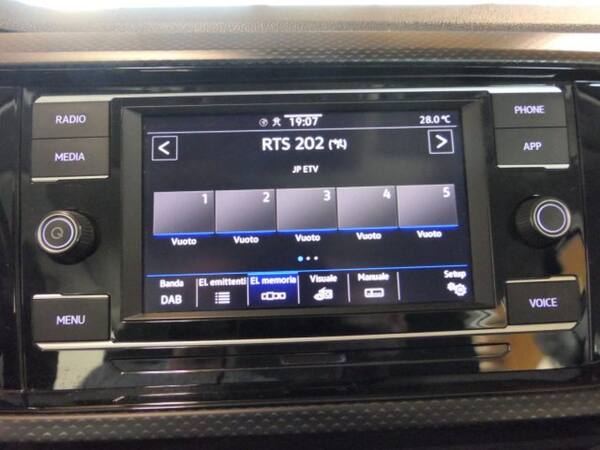 RADIO
MEDIA
MENU
19:07
28.0 °C
RTS 202
JP ETV
1 2 3 4 5
Vuoto Vuoto Vuoto Vuoto Vuoto
Banda El. emittenti El. memoria Visuale Manuale Setup
DAB
PHONE
APP
VOICE